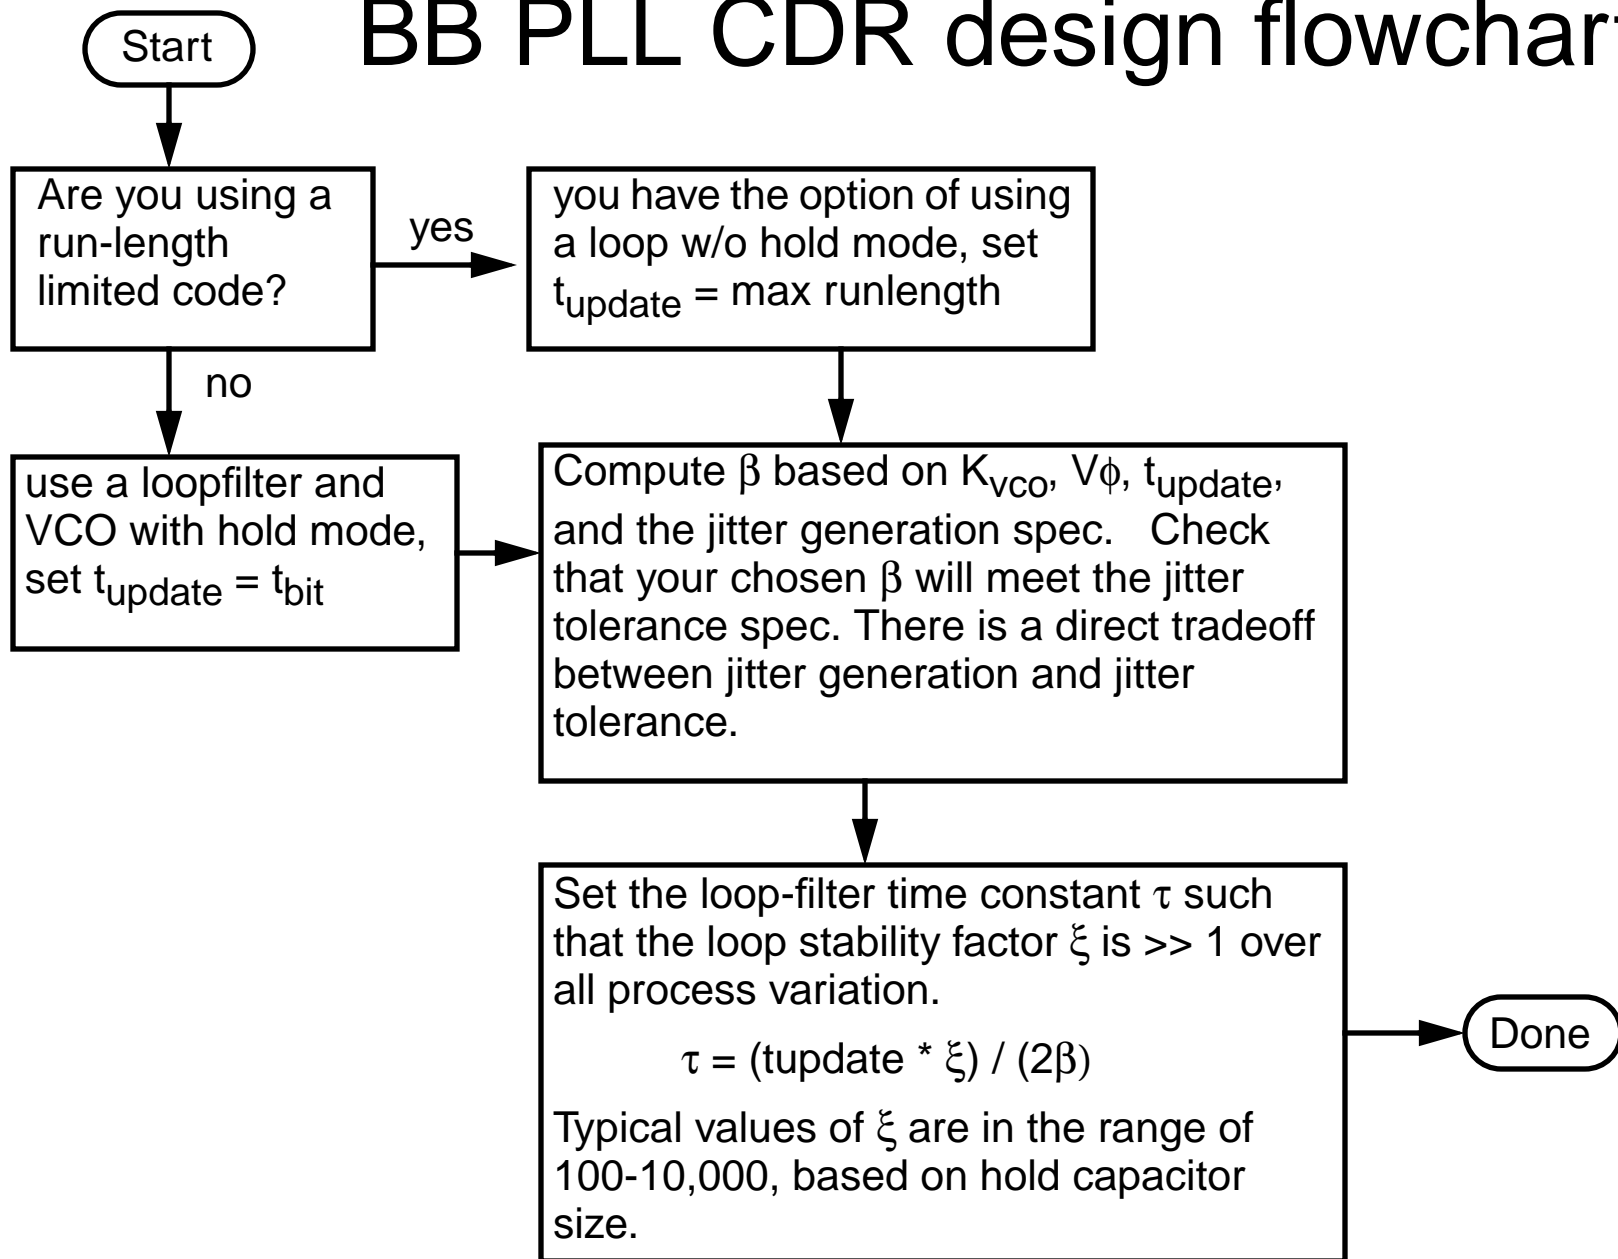 BB PLL CDR design flowchart
Start
Are you using a
run-length
limited code?
yes
you have the option of using
a loop w/o hold mode, set
tupdate = max runlength
no
use a loopfilter and
VCO with hold mode,
set tupdate = tbit
Compute β based on Kvco, Vϕ, tupdate,
and the jitter generation spec. Check
that your chosen β will meet the jitter
tolerance spec. There is a direct tradeoff
between jitter generation and jitter
tolerance.
Set the loop-filter time constant τ such
that the loop stability factor ξ is >> 1 over
all process variation.
τ = (tupdate * ξ) / (2β)
Typical values of ξ are in the range of
100-10,000, based on hold capacitor
size.
Done